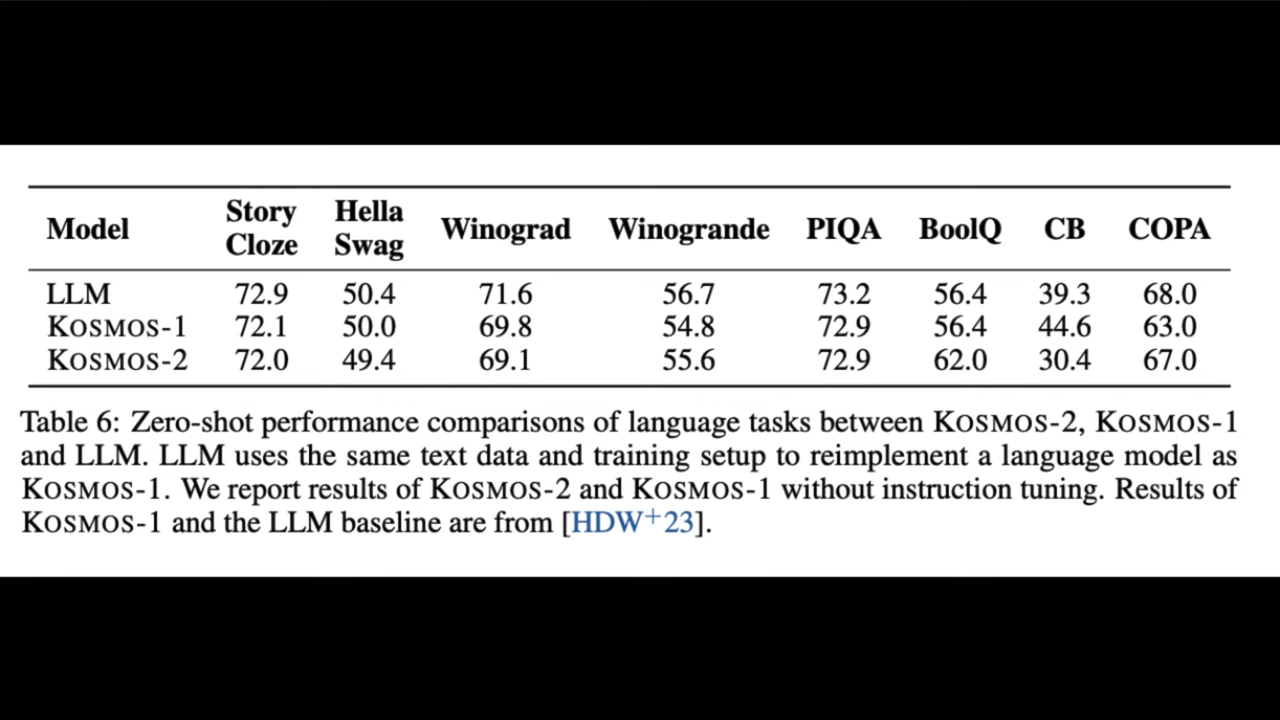 Model Story Cloze Hella Swag Winograd Winogrande PIQA BoolQ CB COPA
LLM 72.9 50.4 71.6 56.7 73.2 56.4 39.3 68.0
KOSMOS-1 72.1 50.0 69.8 54.8 72.9 56.4 44.6 63.0
KOSMOS-2 72.0 49.4 69.1 55.6 72.9 62.0 30.4 67.0
Table 6: Zero-shot performance comparisons of language tasks between KOSMOS-2, KOSMOS-1
and LLM. LLM uses the same text data and training setup to reimplement a language model as
KOSMOS-1. We report results of KOSMOS-2 and KOSMOS-1 without instruction tuning. Results of
KOSMOS-1 and the LLM baseline are from [HDW+23].